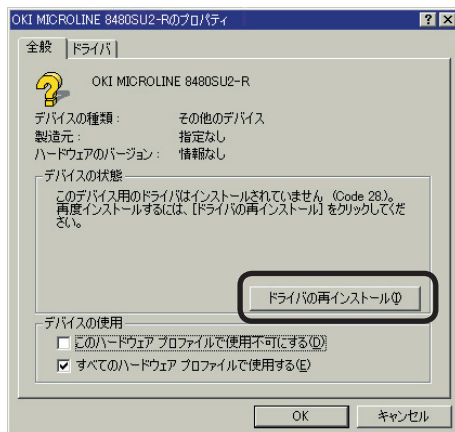 OKI MICROLINE 8480SU2-Rのプロパティ
全般
ドライバ
OKI MICROLINE 8480SU2-R
デバイスの種類： その他のデバイス
製造元： 指定なし
ハードウェアのバージョン： 情報なし
デバイスの状態
このデバイス用のドライバはインストールされていません (Code 28.)。
再度インストールするには、[ドライバの再インストール] をクリックしてくだ
さい。
ドライバの再インストール(I)
デバイスの使用
このハードウェア プロファイルで使用不可にする(D)
すべてのハードウェア プロファイルで使用する(E)
OK
キャンセル